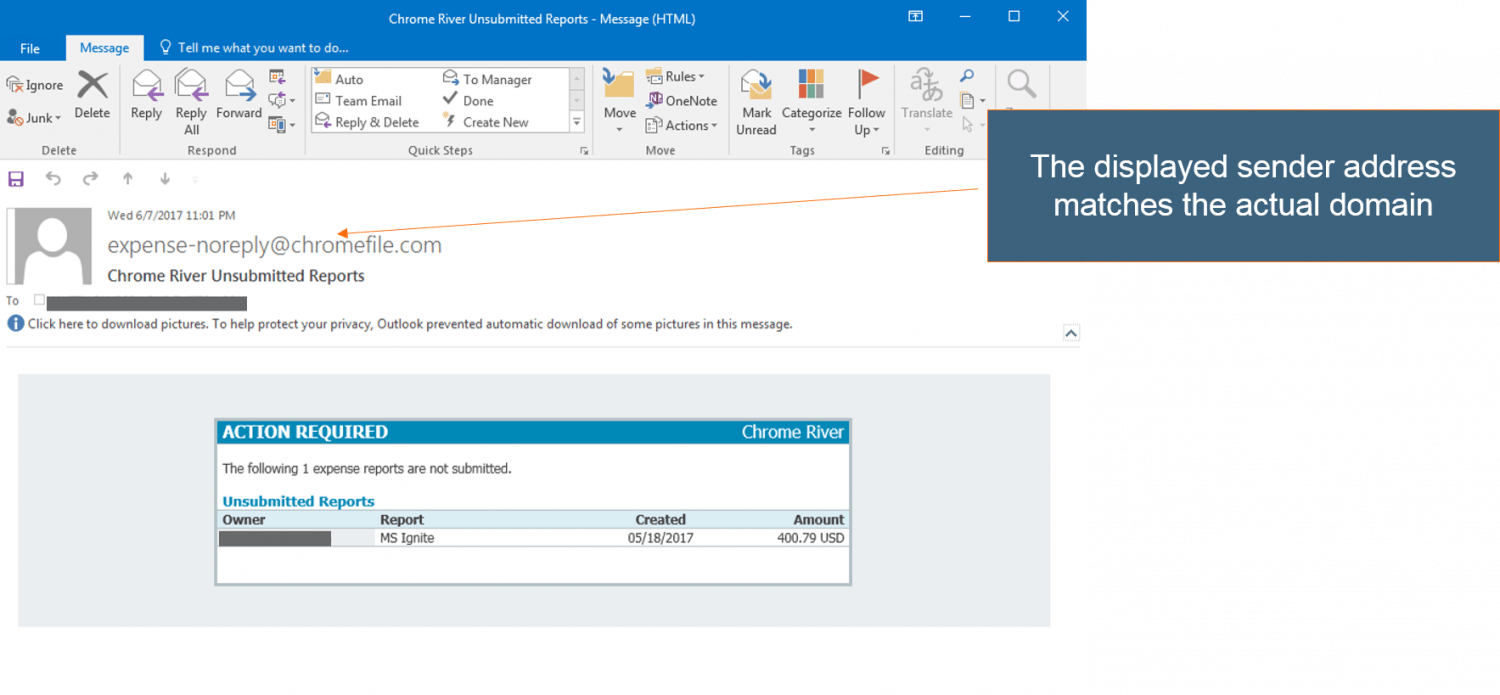 Chrome River Unsubmitted Reports - Message (HTML)
File Message Tell me what you want to do...
Ignore
Junk
Delete
Delete
Reply
Reply All
Forward
Respond
Auto
Team Email
Reply & Delete
To Manager
Done
Create New
Quick Steps
Move
Rules
OneNote
Actions
Move
Mark Unread
Categorize
Follow Up
Tags
Translate
Editing
The displayed sender address
matches the actual domain
Wed 6/7/2017 11:01 PM
expense-noreply@chromefile.com
Chrome River Unsubmitted Reports
To
Click here to download pictures. To help protect your privacy, Outlook prevented automatic download of some pictures in this message.
ACTION REQUIRED Chrome River
The following 1 expense reports are not submitted.
Unsubmitted Reports
Owner Report Created Amount
MS Ignite 05/18/2017 400.79 USD